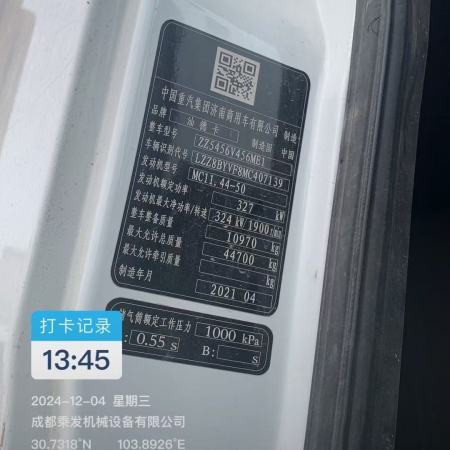 中国重汽集团济南商用车有限公司 制造
品牌 汕德卡 制造国 中国
整车型号 ZZ5456V456ME1
车辆识别代号 LZZ8BYVF8MC407139
发动机型号 MC11.44-50
发动机额定功率 327 kW
发动机最大净功率/转速 324 kW/1900 r/min
整车整备质量 10970 kg
最大允许总质量 44700 kg
最大允许牵引质量 kg
制造年月 2021 04
气筒额定工作压力 1000 kPa
: 0.55 s B: s
打卡记录
13:45
2024-12-04 星期三
成都乘发机械设备有限公司
30.7318°N 103.8926°E